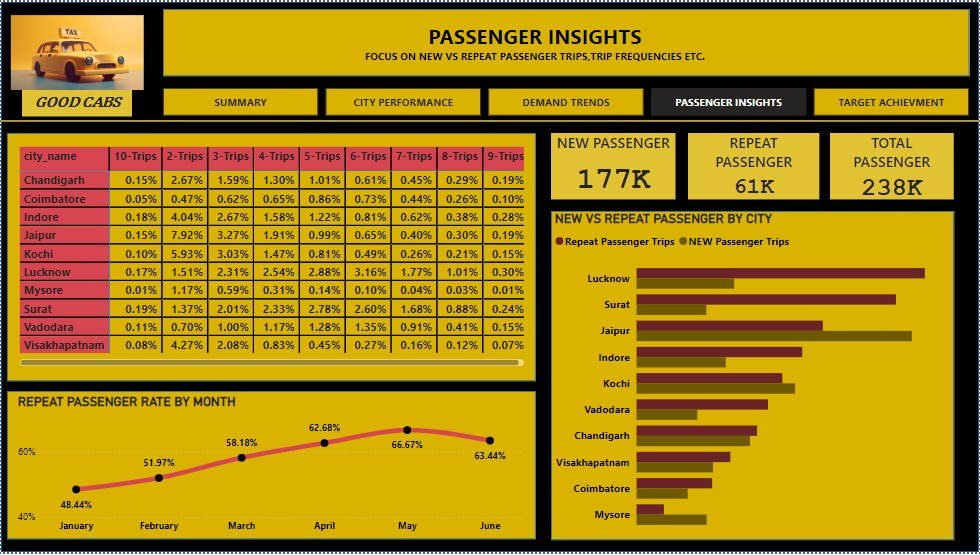 TAX
GOOD CABS
PASSENGER INSIGHTS
FOCUS ON NEW VS REPEAT PASSENGER TRIPS,TRIP FREQUENCIES ETC.
SUMMARY CITY PERFORMANCE DEMAND TRENDS PASSENGER INSIGHTS TARGET ACHIEVMENT
city_name 10-Trips 2-Trips 3-Trips 4-Trips 5-Trips 6-Trips 7-Trips 8-Trips 9-Trips
Chandigarh 0.15% 2.67% 1.59% 1.30% 1.01% 0.61% 0.45% 0.29% 0.19%
Coimbatore 0.05% 0.47% 0.62% 0.65% 0.86% 0.73% 0.44% 0.26% 0.10%
Indore 0.18% 4.04% 2.67% 1.58% 1.22% 0.81% 0.62% 0.38% 0.28%
Jaipur 0.15% 7.92% 3.27% 1.91% 0.99% 0.65% 0.40% 0.30% 0.19%
Kochi 0.10% 5.93% 3.03% 1.47% 0.81% 0.49% 0.26% 0.21% 0.15%
Lucknow 0.17% 1.51% 2.31% 2.54% 2.88% 3.16% 1.77% 1.01% 0.30%
Mysore 0.01% 1.17% 0.59% 0.31% 0.14% 0.10% 0.04% 0.03% 0.01%
Surat 0.19% 1.37% 2.01% 2.33% 2.78% 2.60% 1.68% 0.88% 0.24%
Vadodara 0.11% 0.70% 1.00% 1.17% 1.28% 1.35% 0.91% 0.41% 0.15%
Visakhapatnam 0.08% 4.27% 2.08% 0.83% 0.45% 0.27% 0.16% 0.12% 0.07%
REPEAT PASSENGER RATE BY MONTH
60%
40%
48.44%
51.97%
58.18%
62.68%
66.67%
63.44%
January February March April May June
NEW PASSENGER
177K
REPEAT
PASSENGER
61K
TOTAL
PASSENGER
238K
NEW VS REPEAT PASSENGER BY CITY
Repeat Passenger Trips NEW Passenger Trips
Lucknow
Surat
Jaipur
Indore
Kochi
Vadodara
Chandigarh
Visakhapatnam
Coimbatore
Mysore